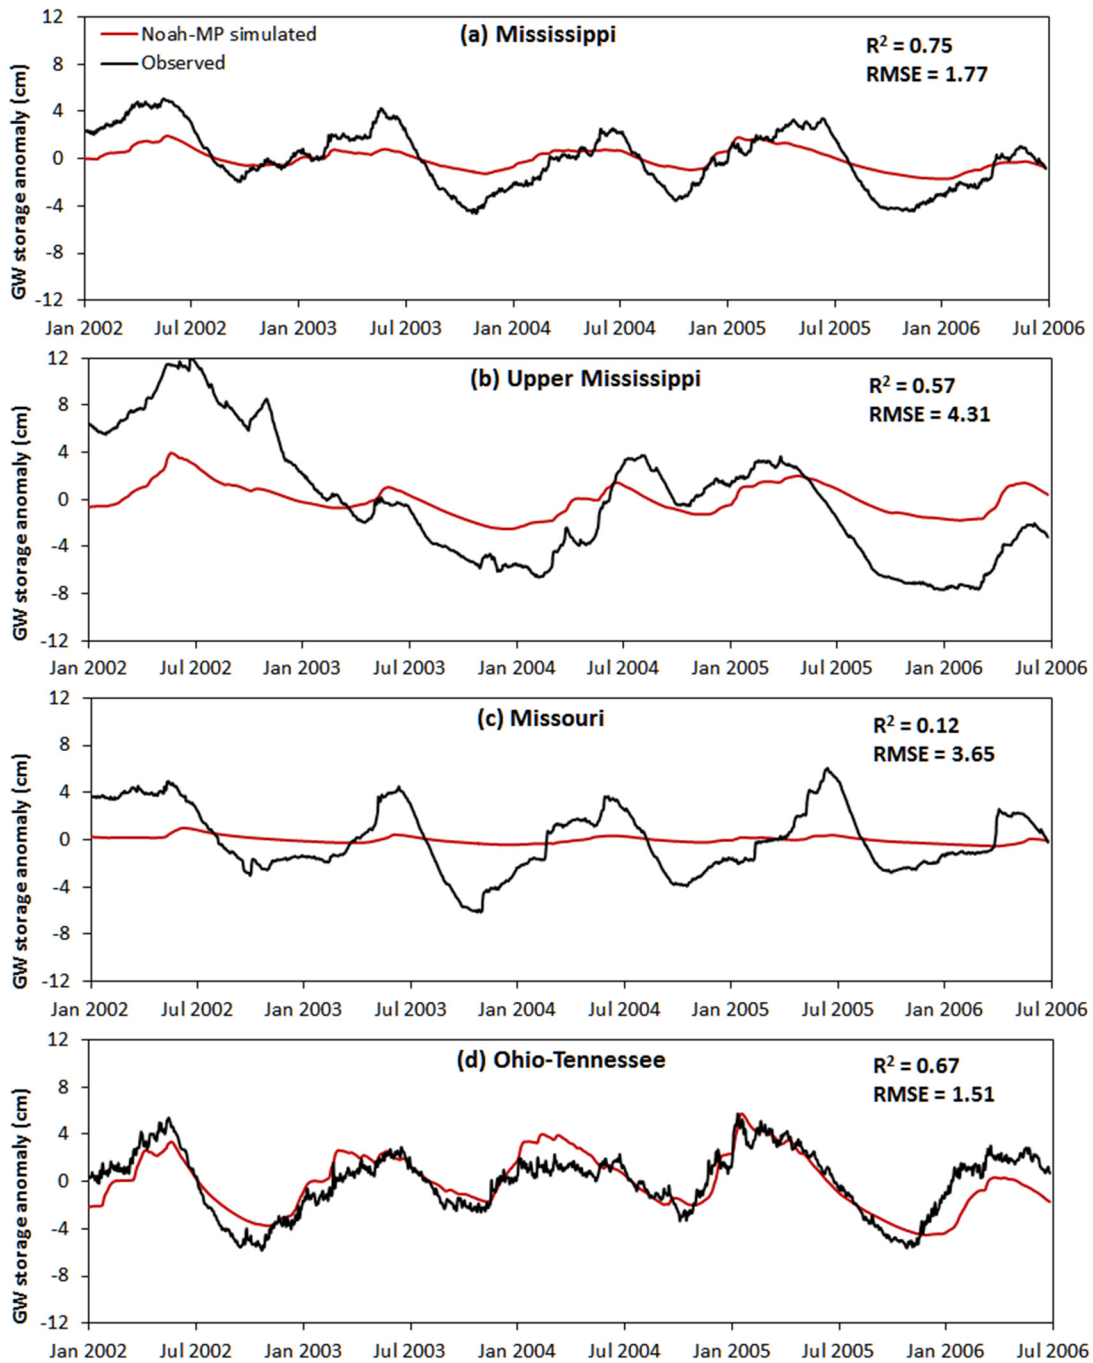 (a) Mississippi
Noah-MP simulated
Observed
R² = 0.75
RMSE = 1.77
GW storage anomaly (cm)
12
8
4
0
-4
-8
-12
Jan 2002 Jul 2002 Jan 2003 Jul 2003 Jan 2004 Jul 2004 Jan 2005 Jul 2005 Jan 2006 Jul 2006
(b) Upper Mississippi
R² = 0.57
RMSE = 4.31
GW storage anomaly (cm)
12
8
4
0
-4
-8
-12
Jan 2002 Jul 2002 Jan 2003 Jul 2003 Jan 2004 Jul 2004 Jan 2005 Jul 2005 Jan 2006 Jul 2006
(c) Missouri
R² = 0.12
RMSE = 3.65
GW storage anomaly (cm)
12
8
4
0
-4
-8
-12
Jan 2002 Jul 2002 Jan 2003 Jul 2003 Jan 2004 Jul 2004 Jan 2005 Jul 2005 Jan 2006 Jul 2006
(d) Ohio-Tennessee
R² = 0.67
RMSE = 1.51
GW storage anomaly (cm)
12
8
4
0
-4
-8
-12
Jan 2002 Jul 2002 Jan 2003 Jul 2003 Jan 2004 Jul 2004 Jan 2005 Jul 2005 Jan 2006 Jul 2006